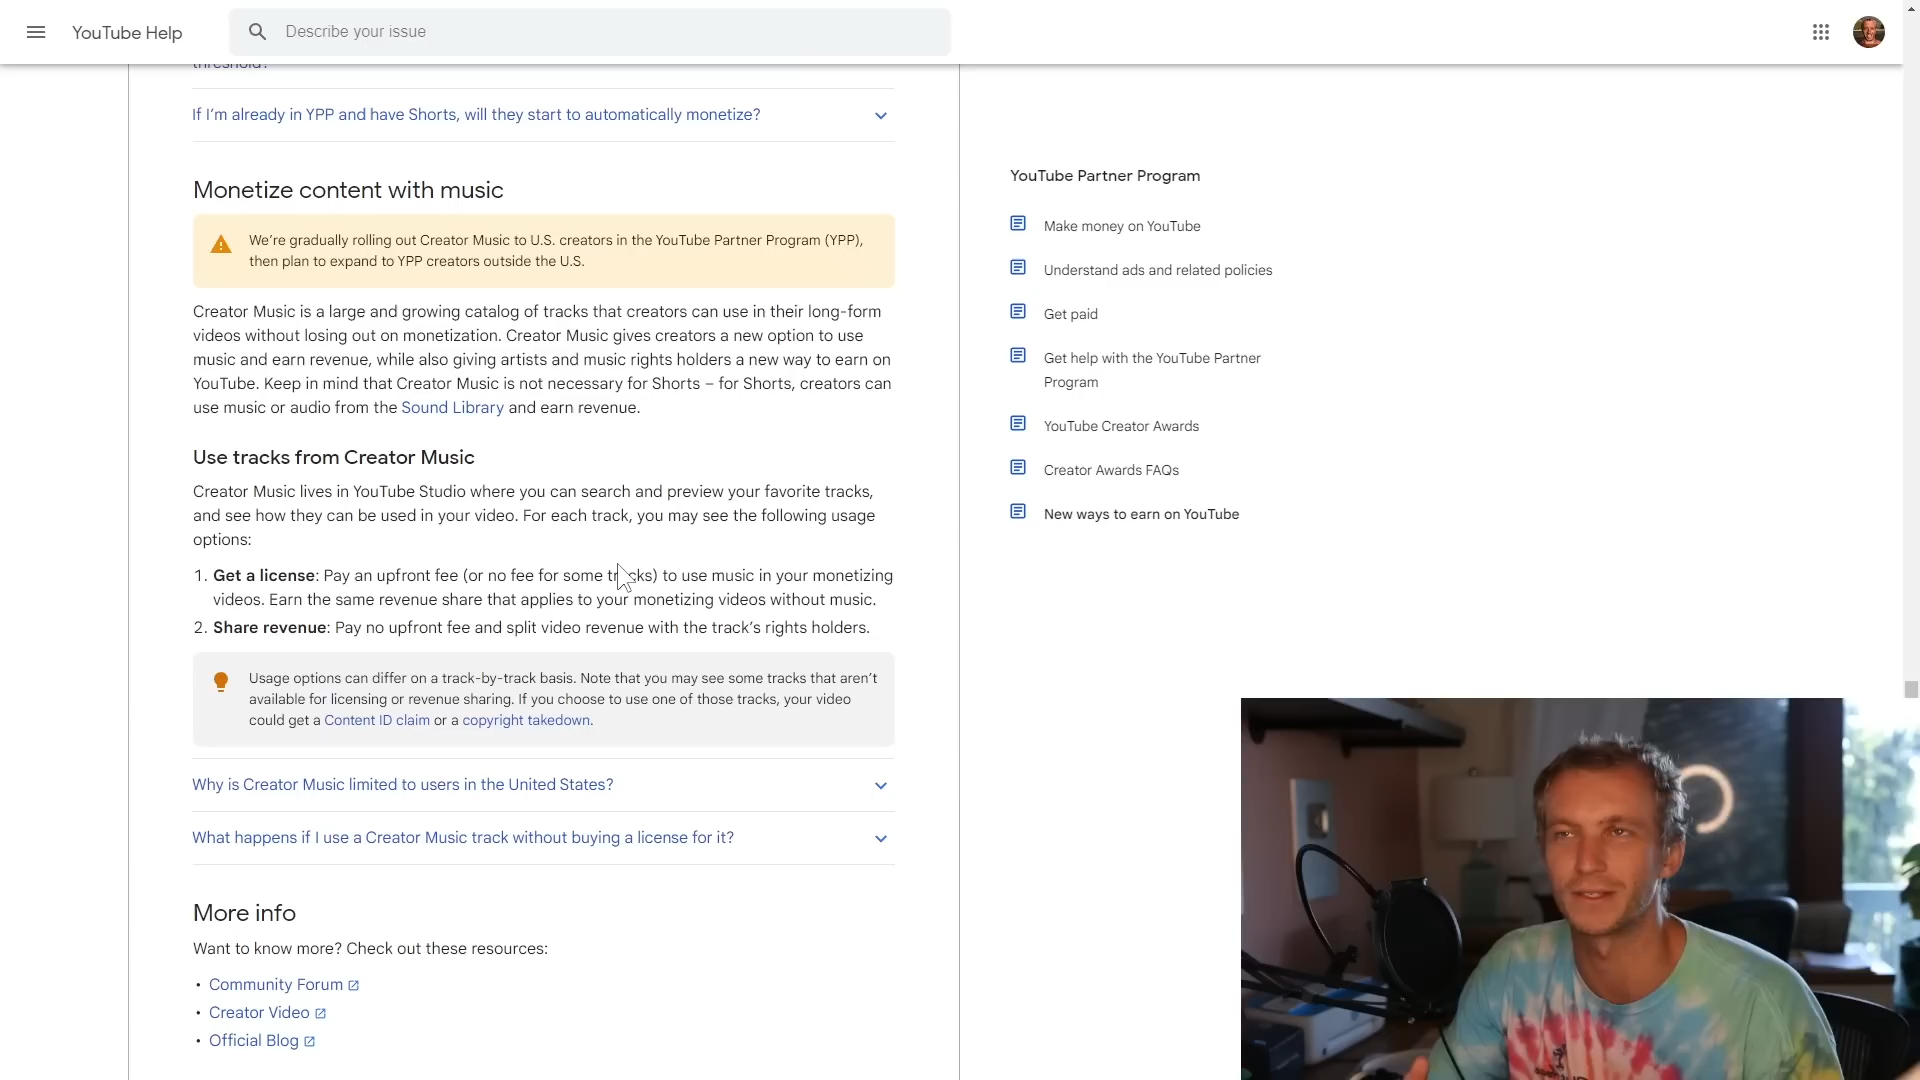 YouTube Help
Describe your issue
threshold?
If I’m already in YPP and have Shorts, will they start to automatically monetize?
Monetize content with music
We’re gradually rolling out Creator Music to U.S. creators in the YouTube Partner Program (YPP),
then plan to expand to YPP creators outside the U.S.
Creator Music is a large and growing catalog of tracks that creators can use in their long-form
videos without losing out on monetization. Creator Music gives creators a new option to use
music and earn revenue, while also giving artists and music rights holders a new way to earn on
YouTube. Keep in mind that Creator Music is not necessary for Shorts – for Shorts, creators can
use music or audio from the Sound Library and earn revenue.
Use tracks from Creator Music
Creator Music lives in YouTube Studio where you can search and preview your favorite tracks,
and see how they can be used in your video. For each track, you may see the following usage
options:
1. Get a license: Pay an upfront fee (or no fee for some tracks) to use music in your monetizing
videos. Earn the same revenue share that applies to your monetizing videos without music.
2. Share revenue: Pay no upfront fee and split video revenue with the track’s rights holders.
Usage options can differ on a track-by-track basis. Note that you may see some tracks that aren’t
available for licensing or revenue sharing. If you choose to use one of those tracks, your video
could get a Content ID claim or a copyright takedown.
Why is Creator Music limited to users in the United States?
What happens if I use a Creator Music track without buying a license for it?
More info
Want to know more? Check out these resources:
• Community Forum
• Creator Video
• Official Blog
YouTube Partner Program
Make money on YouTube
Understand ads and related policies
Get paid
Get help with the YouTube Partner
Program
YouTube Creator Awards
Creator Awards FAQs
New ways to earn on YouTube